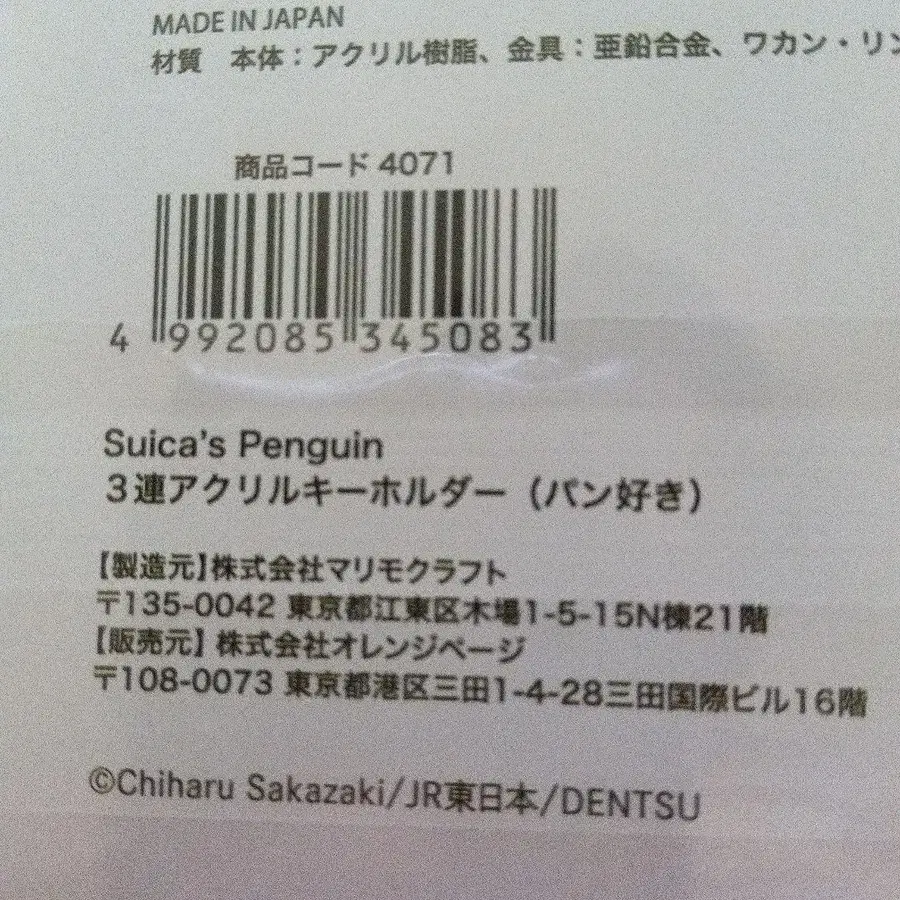 MADE IN JAPAN
材質 本体：アクリル樹脂、金具：亜鉛合金、ワカン・リン
商品コード 4071
4 992085 345083
Suica's Penguin
３連アクリルキーホルダー（パン好き）
【製造元】株式会社マリモクラフト
〒135-0042 東京都江東区木場1-5-15N棟21階
【販売元】株式会社オレンジページ
〒108-0073 東京都港区三田1-4-28三田国際ビル16階
©Chiharu Sakazaki/JR東日本/DENTSU